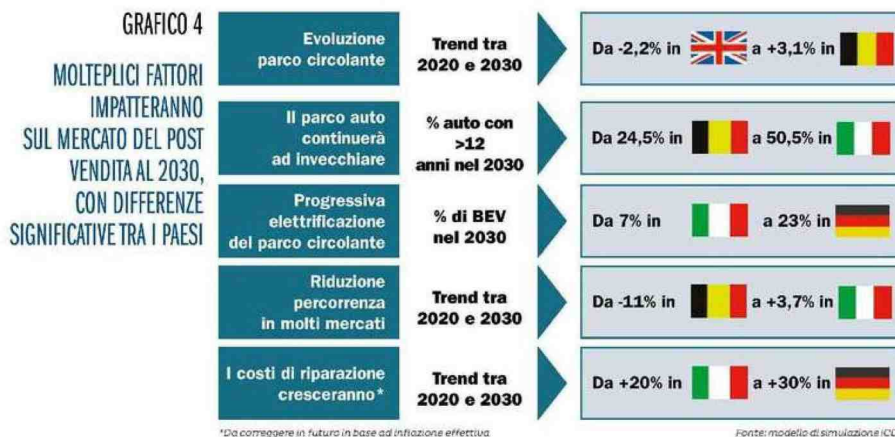 GRAFICO 4
MOLTEPLICI FATTORI
IMPATTERANNO
SUL MERCATO DEL POST
VENDITA AL 2030,
CON DIFFERENZE
SIGNIFICATIVE TRA I PAESI
Evoluzione
parco circolante
Trend tra
2020 e 2030
Da -2,2% in a +3,1% in
Il parco auto
continuerà
ad invecchiare
% auto con
>12
anni nel 2030
Da 24,5% in a 50,5% in
Progressiva
elettrificazione
del parco circolante
% di BEV
nel 2030
Da 7% in a 23% in
Riduzione
percorrenza
in molti mercati
Trend tra
2020 e 2030
Da -11% in a +3,7% in
I costi di riparazione
cresceranno*
Trend tra
2020 e 2030
Da +20% in a +30% in
*Da correggere in futuro in base ad inflazione effettiva
Fonte: modello di simulazione